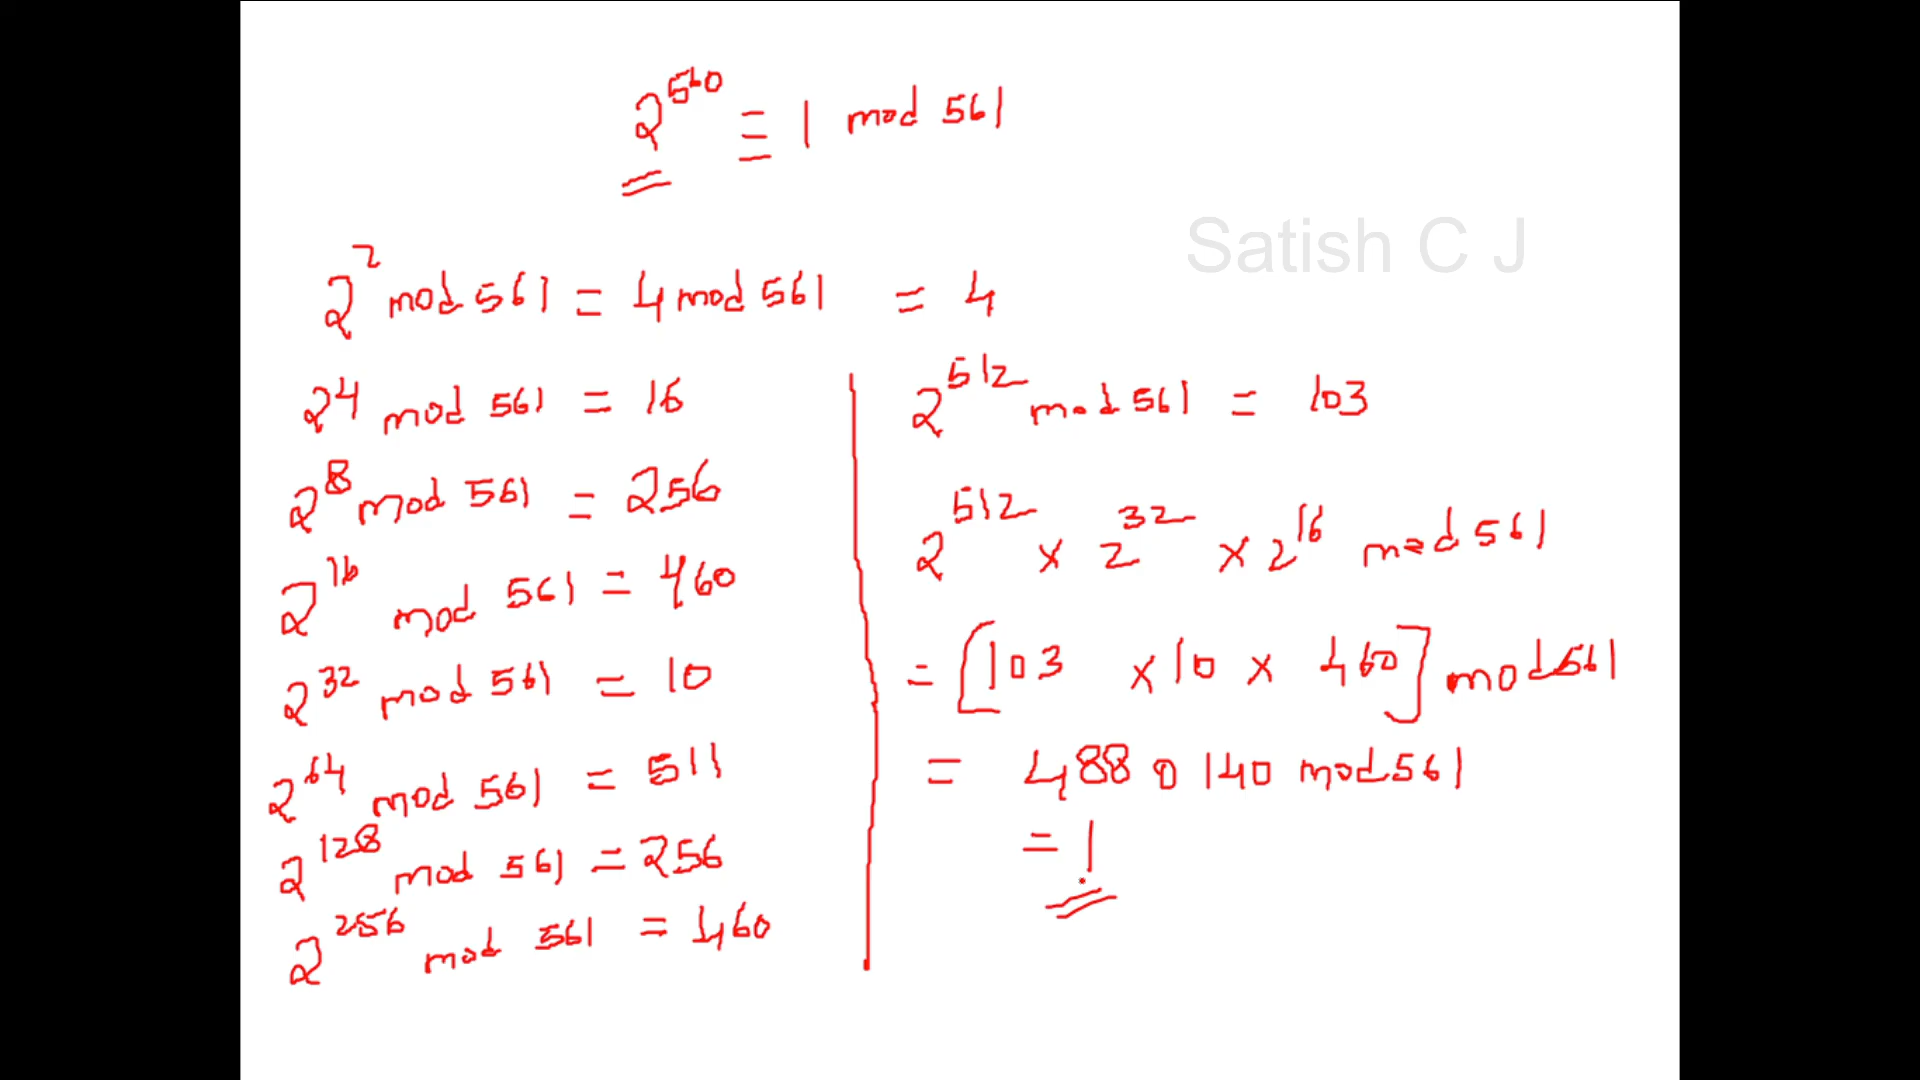 2^560 ≡ 1 mod 561
Satish C J
2^2 mod 561 = 4 mod 561 = 4
2^4 mod 561 = 16
2^8 mod 561 = 256
2^16 mod 561 = 460
2^32 mod 561 = 10
2^64 mod 561 = 511
2^128 mod 561 = 256
2^256 mod 561 = 460
2^512 mod 561 = 103
2^512 × 2^32 × 2^16 mod 561
= [103 × 10 × 460] mod 561
= 4880140 mod 561
= 1